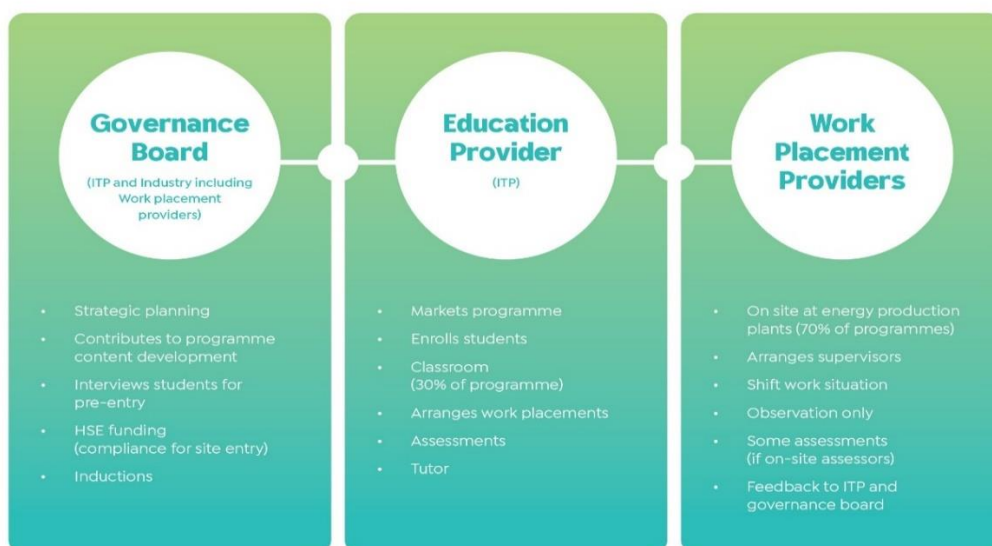 Governance
Board
(ITP and Industry including
Work placement
providers)
• Strategic planning
• Contributes to programme
content development
• Interviews students for
pre-entry
• HSE funding
(compliance for site entry)
• Inductions
Education
Provider
(ITP)
• Markets programme
• Enrolls students
• Classroom
(30% of programme)
• Arranges work placements
• Assessments
• Tutor
Work
Placement
Providers
• On site at energy production
plants (70% of programmes)
• Arranges supervisors
• Shift work situation
• Observation only
• Some assessments
(if on-site assessors)
• Feedback to ITP and
governance board